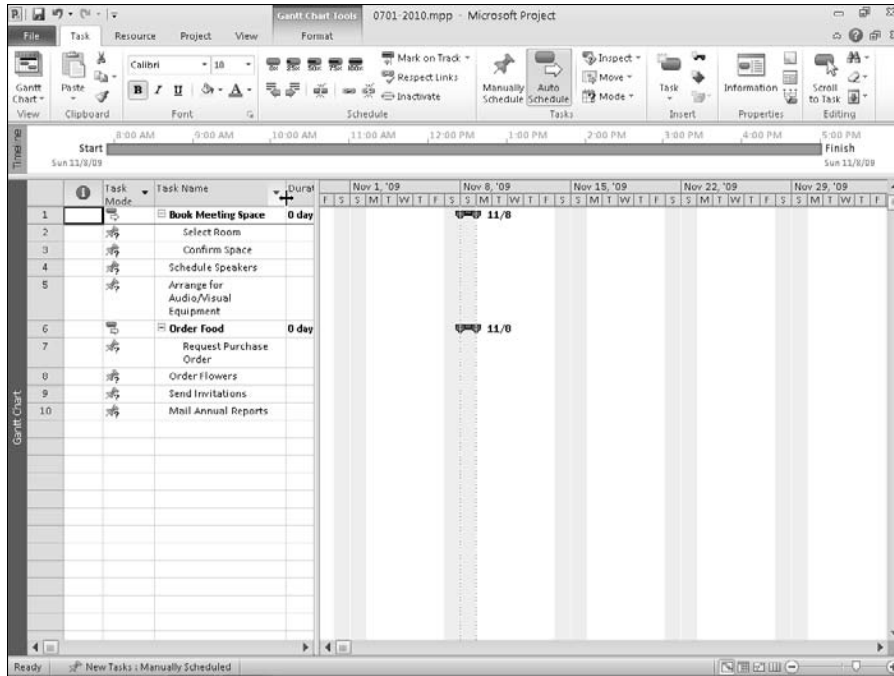 Gantt Chart Tools 0701-2010.mpp - Microsoft Project
File Task Resource Project View Format
Calibri 10 Mark on Track Inspect
Respect Links Move
Inactivate Mode
B I U A
0% 25% 50% 75% 100%
Gantt Chart Paste Manually Schedule Auto Schedule Task Information Scroll to Task
View Clipboard Font Schedule Tasks Insert Properties Editing
Timeline
8:00 AM 9:00 AM 10:00 AM 11:00 AM 12:00 PM 1:00 PM 2:00 PM 3:00 PM 4:00 PM 5:00 PM
Start Finish
Sun 11/8/09 Sun 11/8/09
Task Mode Task Name Durat
Nov 1, '09 Nov 8, '09 Nov 15, '09 Nov 22, '09 Nov 29, '09
F S S M T W T F S S M T W T F S S M T W T F S S M T W T F S S M T W T F
1 Book Meeting Space 0 day 11/8
2 Select Room
3 Confirm Space
4 Schedule Speakers
5 Arrange for
Audio/Visual
Equipment
6 Order Food 0 day 11/8
7 Request Purchase
Order
8 Order Flowers
9 Send Invitations
10 Mail Annual Reports
Gantt Chart
Ready New Tasks : Manually Scheduled